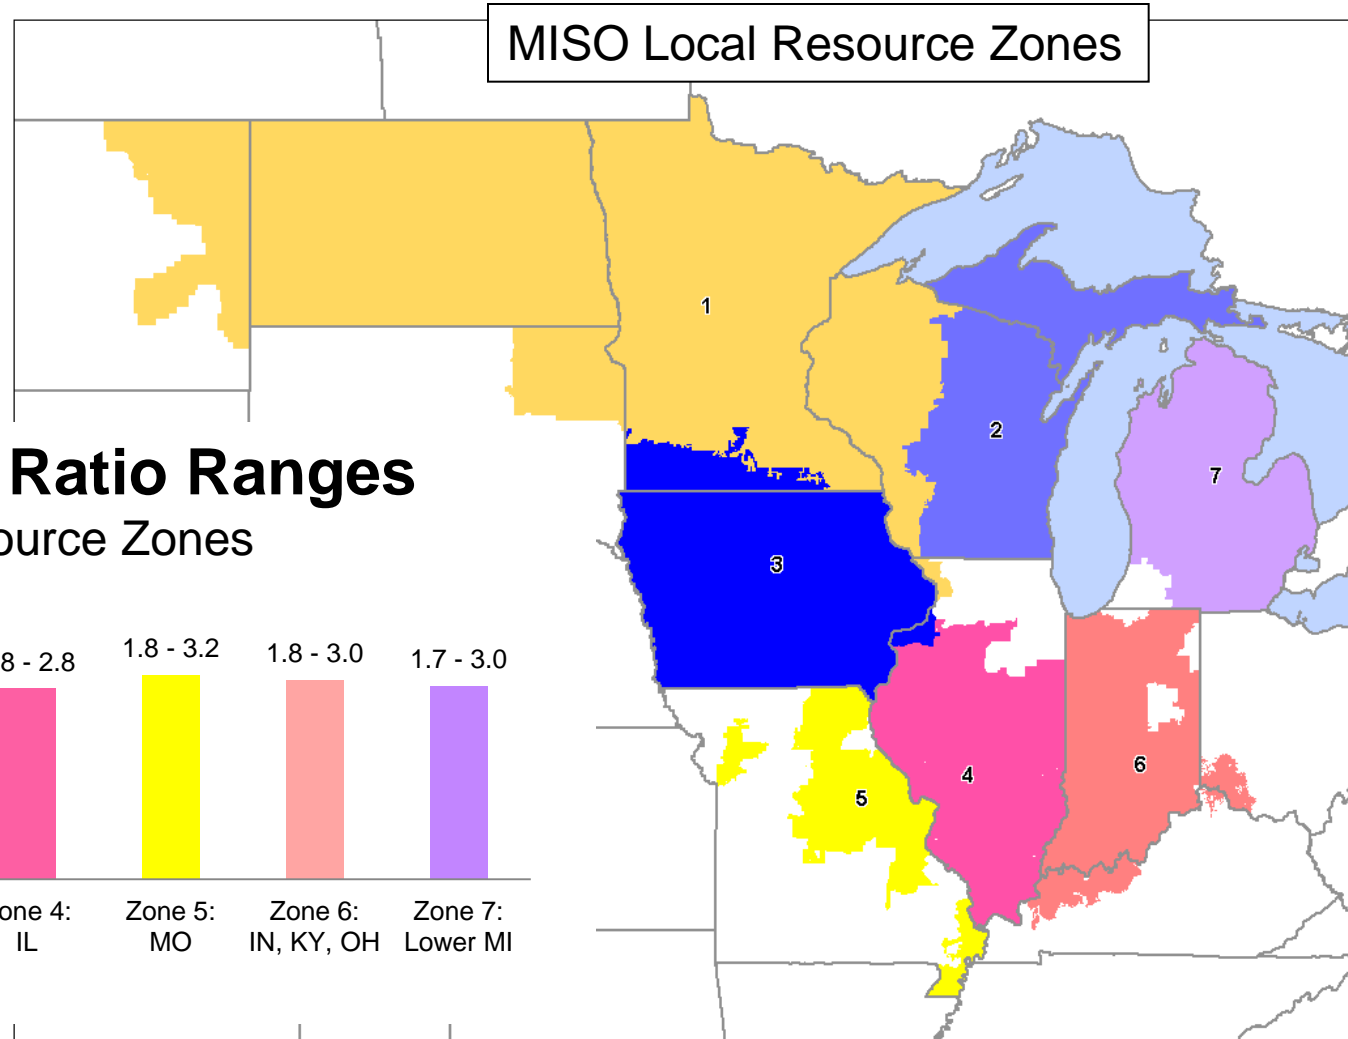 MISO Local Resource Zones
1
2
7
Ratio Ranges
ource Zones
3
8 - 2.8
1.8 - 3.2
1.8 - 3.0
1.7 - 3.0
4
6
5
one 4:
IL
Zone 5:
MO
Zone 6:
IN, KY, OH
Zone 7:
Lower MI